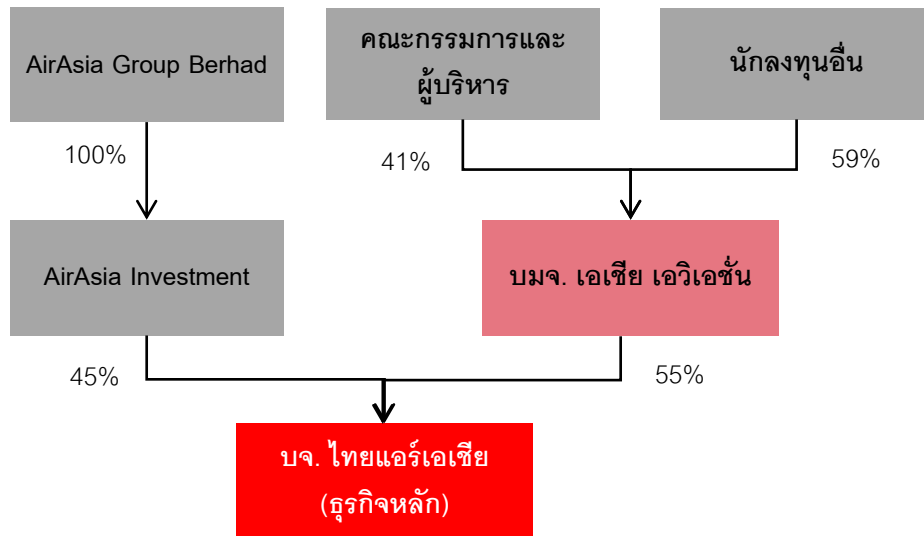 AirAsia Group Berhad
คณะกรรมการและ
ผู้บริหาร
นักลงทุนอื่น
100%
41%
59%
AirAsia Investment
บมจ. เอเชีย เอวิเอชั่น
45%
55%
บจ. ไทยแอร์เอเชีย
(ธุรกิจหลัก)